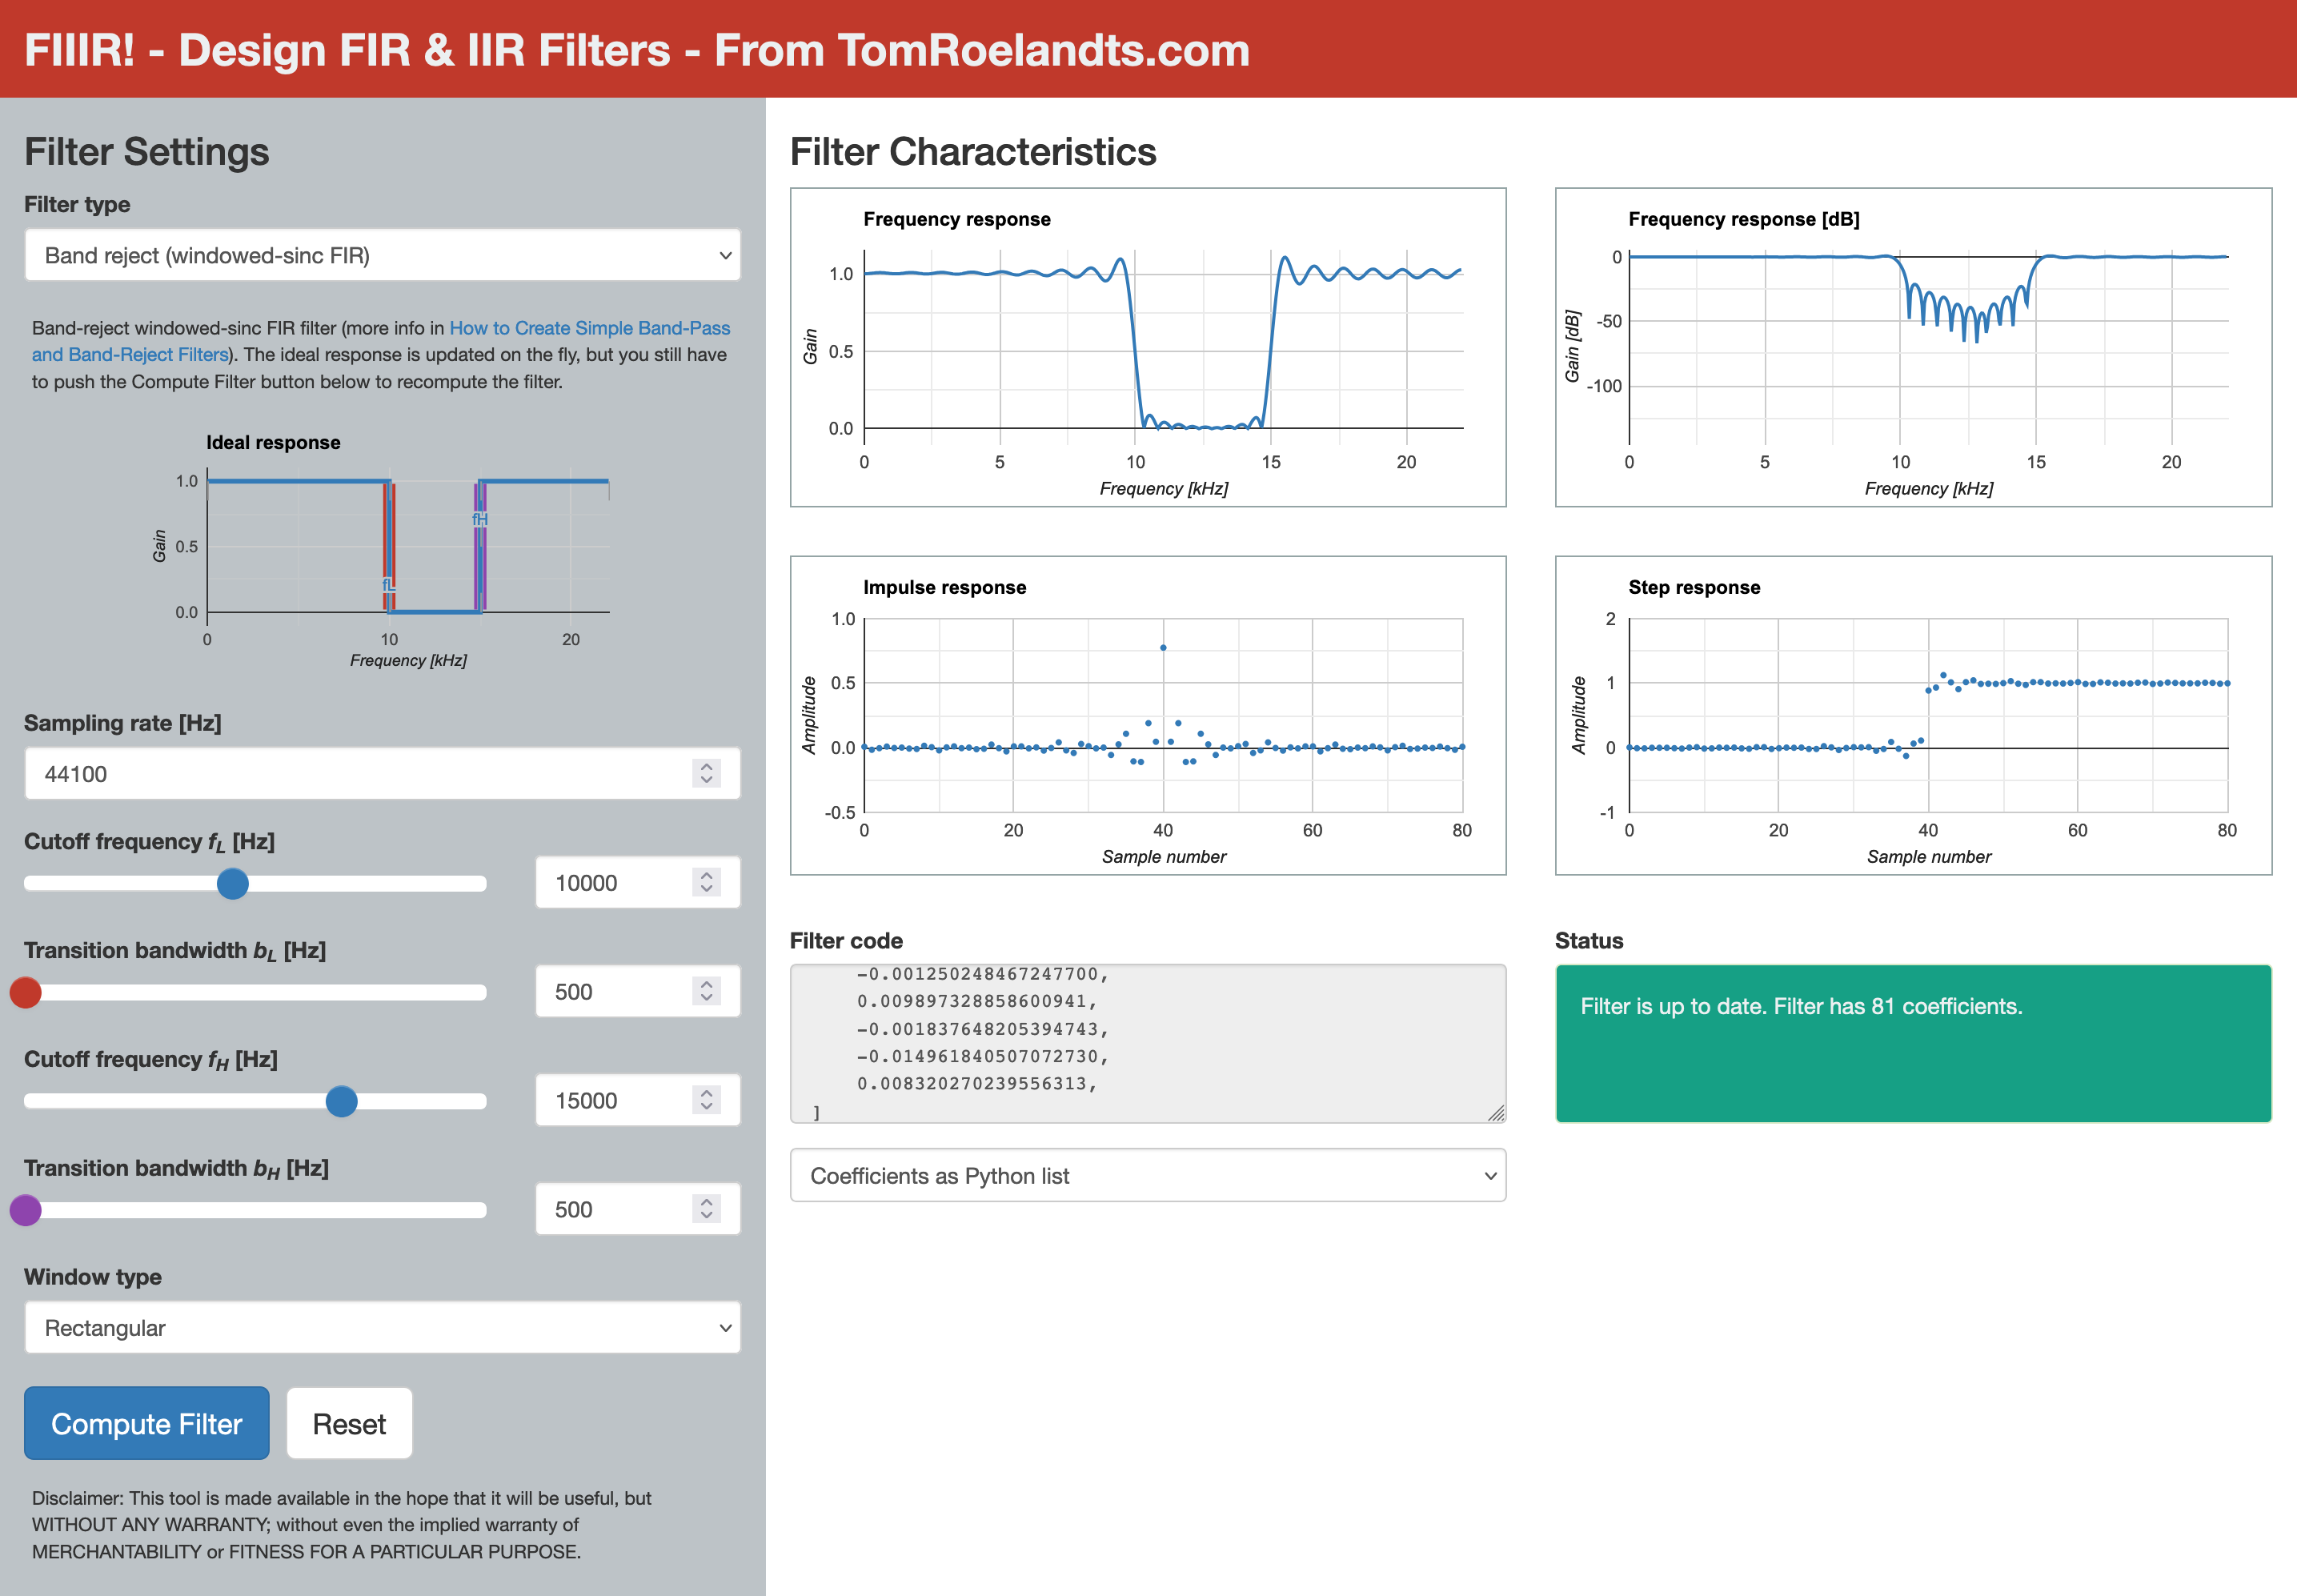 FIIIR! - Design FIR & IIR Filters - From TomRoelandts.com
Filter Settings
Filter type
Band reject (windowed-sinc FIR)
Band-reject windowed-sinc FIR filter (more info in How to Create Simple Band-Pass
and Band-Reject Filters). The ideal response is updated on the fly, but you still have
to push the Compute Filter button below to recompute the filter.
Ideal response
1.0
0.5
0.0
Gain
fL
fH
0 10 20
Frequency [kHz]
Sampling rate [Hz]
44100
Cutoff frequency fL [Hz]
10000
Transition bandwidth bL [Hz]
500
Cutoff frequency fH [Hz]
15000
Transition bandwidth bH [Hz]
500
Window type
Rectangular
Compute Filter Reset
Disclaimer: This tool is made available in the hope that it will be useful, but
WITHOUT ANY WARRANTY; without even the implied warranty of
MERCHANTABILITY or FITNESS FOR A PARTICULAR PURPOSE.
Filter Characteristics
Frequency response
1.0
0.5
0.0
Gain
0 5 10 15 20
Frequency [kHz]
Frequency response [dB]
0
-50
-100
Gain [dB]
0 5 10 15 20
Frequency [kHz]
Impulse response
1.0
0.5
0.0
-0.5
Amplitude
0 20 40 60 80
Sample number
Step response
2
1
0
-1
Amplitude
0 20 40 60 80
Sample number
Filter code
-0.001250248467247700,
0.009897328858600941,
-0.001837648205394743,
-0.014961840507072730,
0.008320270239556313,
]
Coefficients as Python list
Status
Filter is up to date. Filter has 81 coefficients.